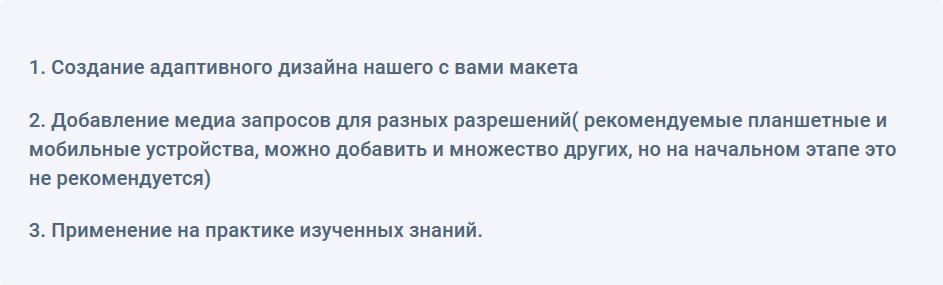 1. Создание адаптивного дизайна нашего с вами макета
2. Добавление медиа запросов для разных разрешений( рекомендуемые планшетные и
мобильные устройства, можно добавить и множество других, но на начальном этапе это
не рекомендуется)
3. Применение на практике изученных знаний.